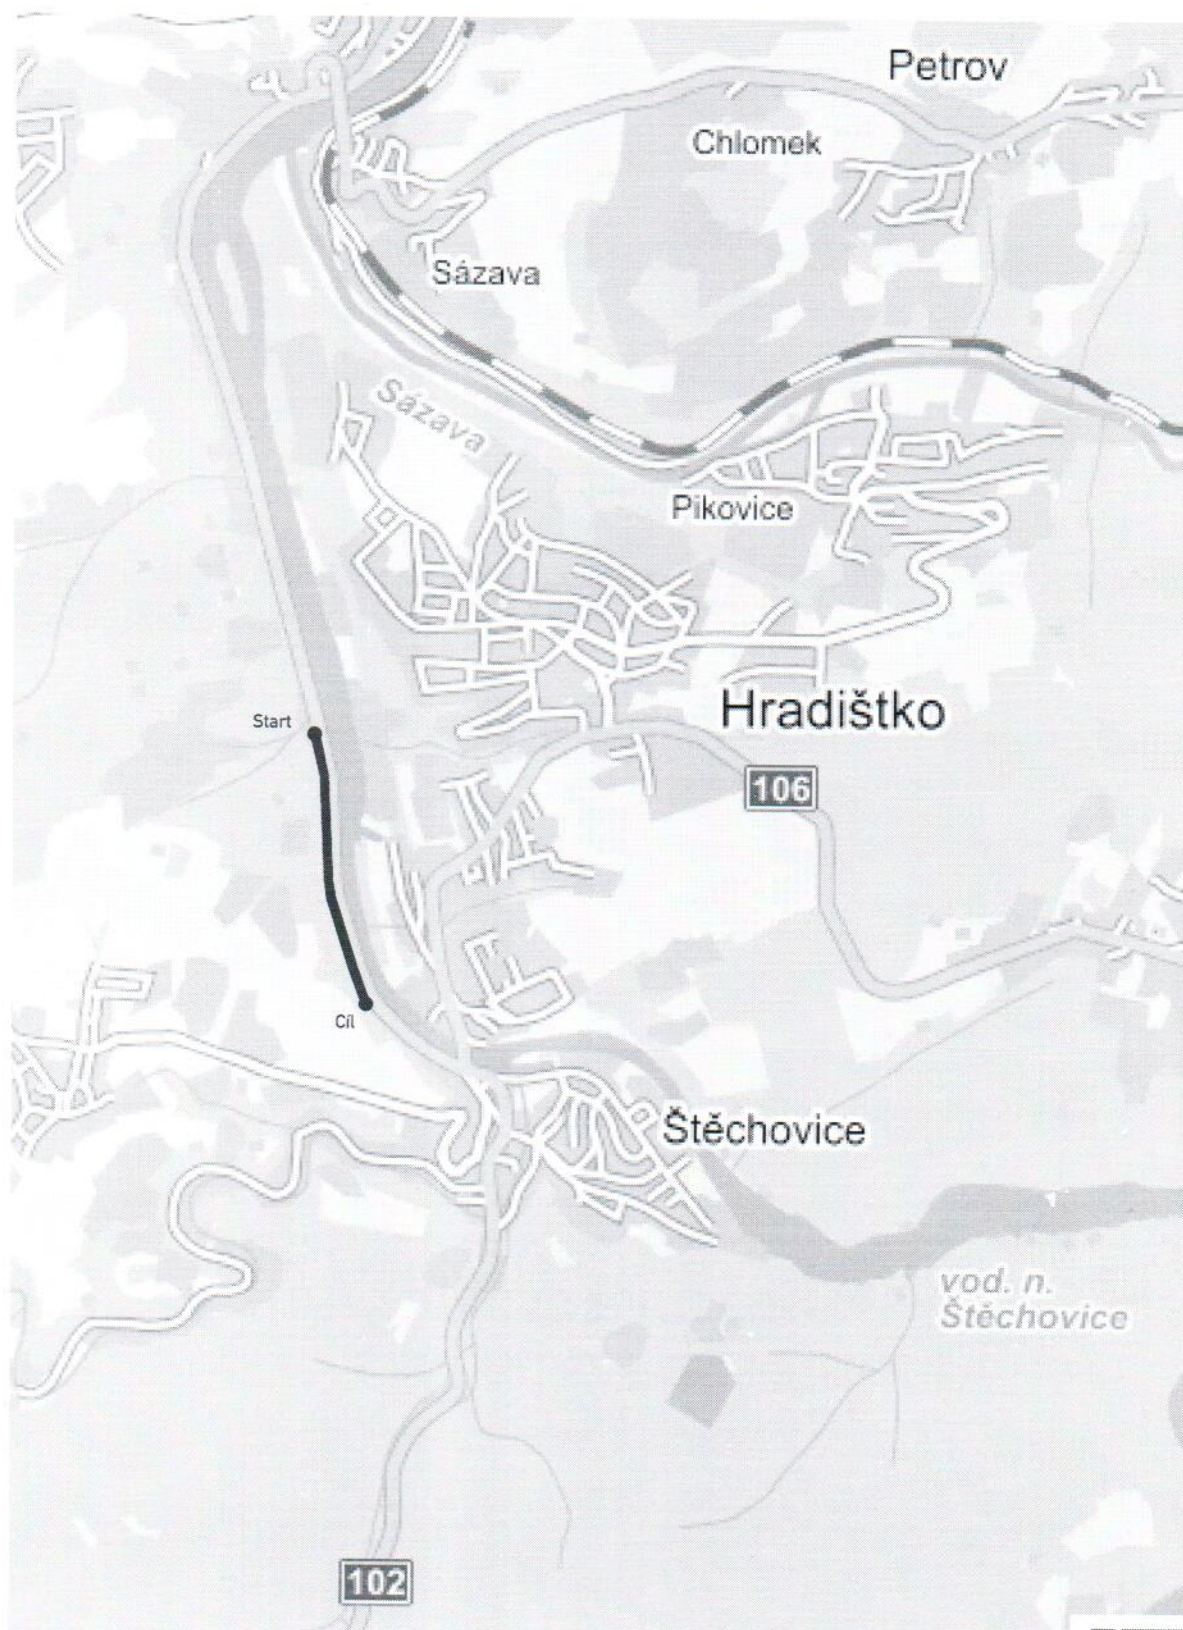 Petrov
Chlomek
Sázava
Sázava
Pikovice
Hradištko
Start
106
Cíl
Štěchovice
vod. n.
Štěchovice
102